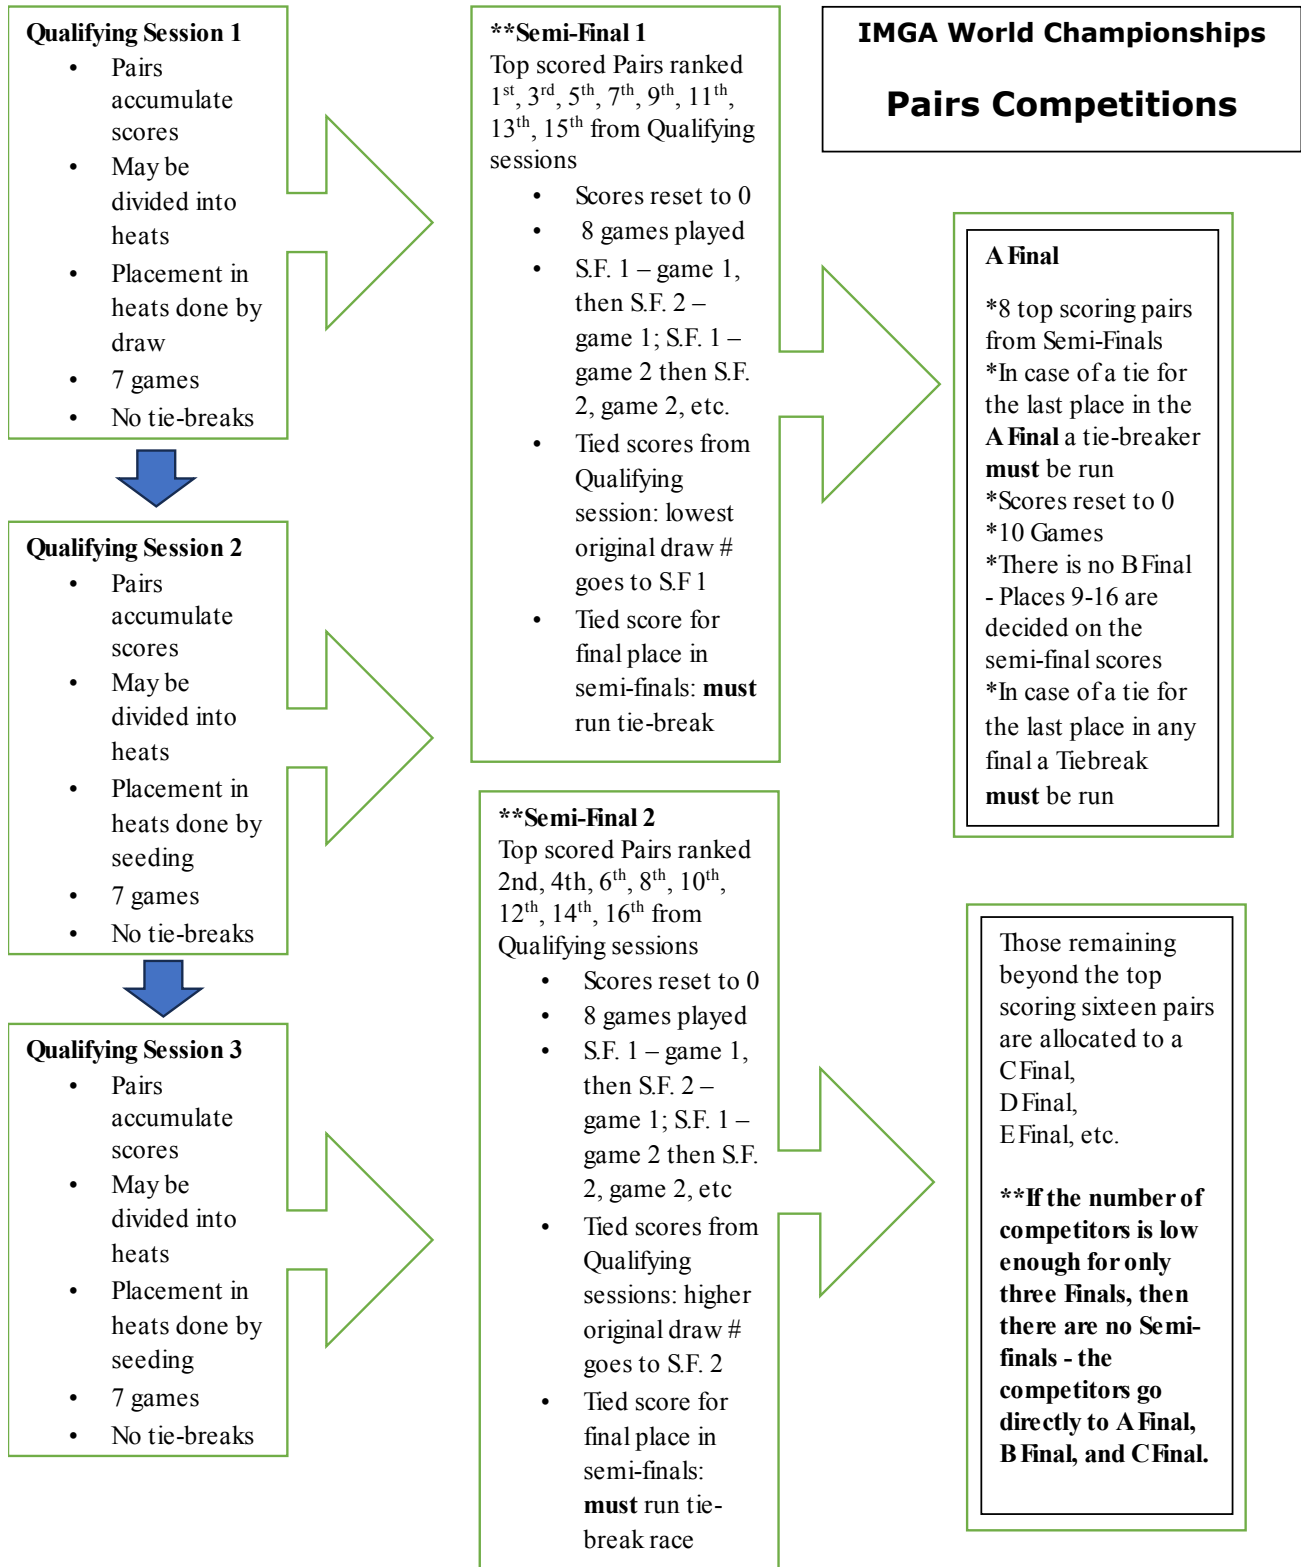 IMGA World Championships
Pairs Competitions
Qualifying Session 1
• Pairs
accumulate
scores
• May be
divided into
heats
• Placement in
heats done by
draw
• 7 games
• No tie-breaks
Qualifying Session 2
• Pairs
accumulate
scores
• May be
divided into
heats
• Placement in
heats done by
seeding
• 7 games
• No tie-breaks
Qualifying Session 3
• Pairs
accumulate
scores
• May be
divided into
heats
• Placement in
heats done by
seeding
• 7 games
• No tie-breaks
**Semi-Final 1
Top scored Pairs ranked
1st, 3rd, 5th, 7th, 9th, 11th,
13th, 15th from Qualifying
sessions
• Scores reset to 0
• 8 games played
• S.F. 1 – game 1,
then S.F. 2 –
game 1; S.F. 1 –
game 2 then S.F.
2, game 2, etc.
• Tied scores from
Qualifying
session: lowest
original draw #
goes to S.F 1
• Tied score for
final place in
semi-finals: must
run tie-break
**Semi-Final 2
Top scored Pairs ranked
2nd, 4th, 6th, 8th, 10th,
12th, 14th, 16th from
Qualifying sessions
• Scores reset to 0
• 8 games played
• S.F. 1 – game 1,
then S.F. 2 –
game 1; S.F. 1 –
game 2 then S.F.
2, game 2, etc
• Tied scores from
Qualifying
sessions: higher
original draw #
goes to S.F. 2
• Tied score for
final place in
semi-finals:
must run tie-
break race
A Final
*8 top scoring pairs
from Semi-Finals
*In case of a tie for
the last place in the
A Final a tie-breaker
must be run
*Scores reset to 0
*10 Games
*There is no B Final
- Places 9-16 are
decided on the
semi-final scores
*In case of a tie for
the last place in any
final a Tiebreak
must be run
Those remaining
beyond the top
scoring sixteen pairs
are allocated to a
C Final,
D Final,
E Final, etc.
**If the number of
competitors is low
enough for only
three Finals, then
there are no Semi-
finals - the
competitors go
directly to A Final,
B Final, and C Final.